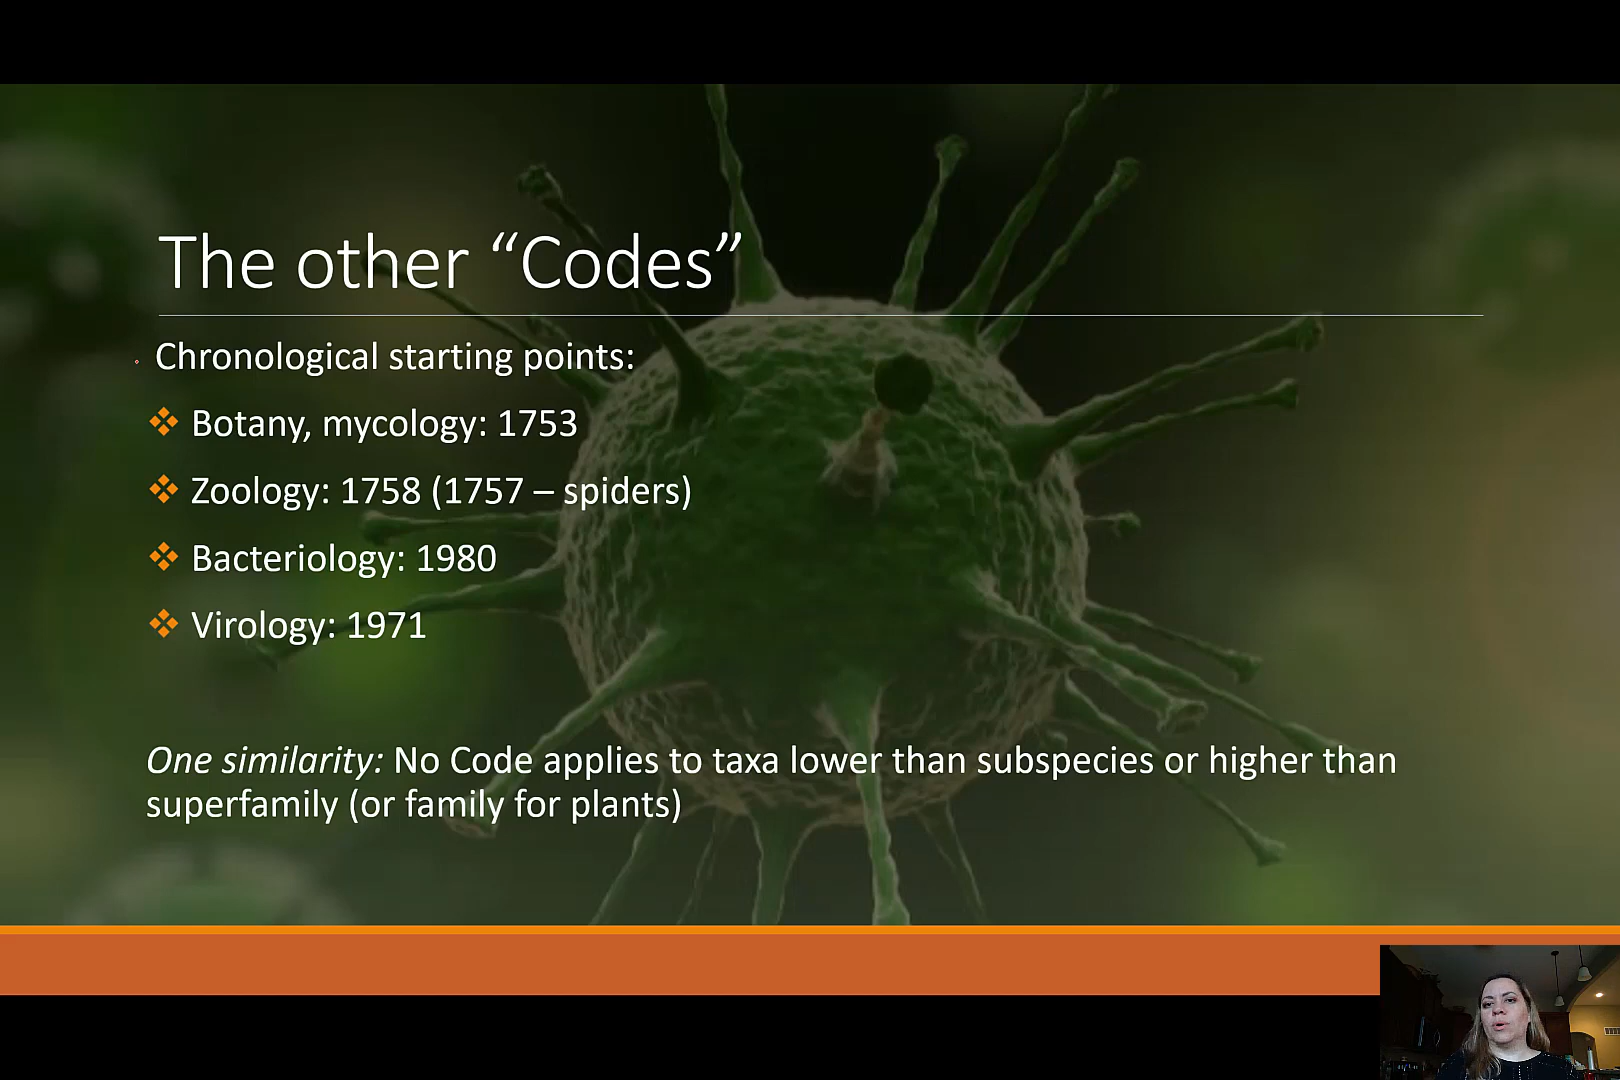 The other “Codes”
Chronological starting points:
Botany, mycology: 1753
Zoology: 1758 (1757 – spiders)
Bacteriology: 1980
Virology: 1971
One similarity: No Code applies to taxa lower than subspecies or higher than
superfamily (or family for plants)